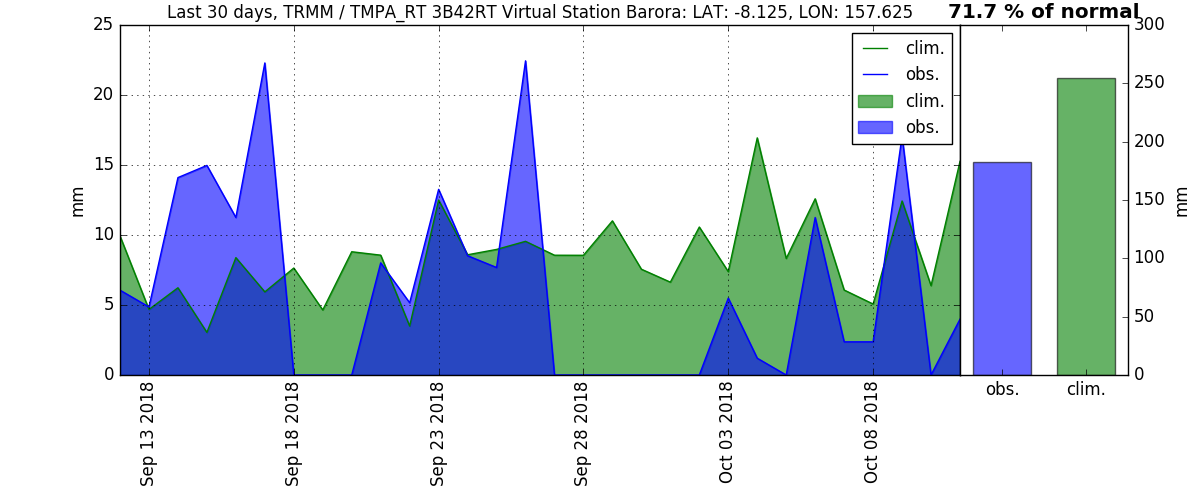 Last 30 days, TRMM / TMPA_RT 3B42RT Virtual Station Barora: LAT: -8.125, LON: 157.625
71.7 % of normal
25
20
15
10
5
0
mm
clim.
obs.
clim.
obs.
Sep 13 2018
Sep 18 2018
Sep 23 2018
Sep 28 2018
Oct 03 2018
Oct 08 2018
300
250
200
150
100
50
0
mm
obs.
clim.